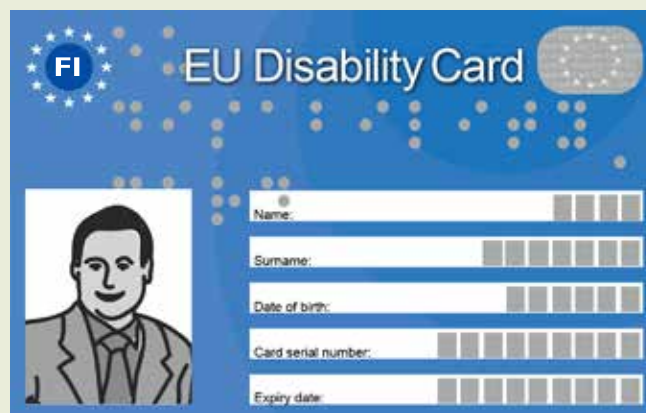 FI
EU Disability Card
Name:
Surname:
Date of birth:
Card serial number:
Expiry date: